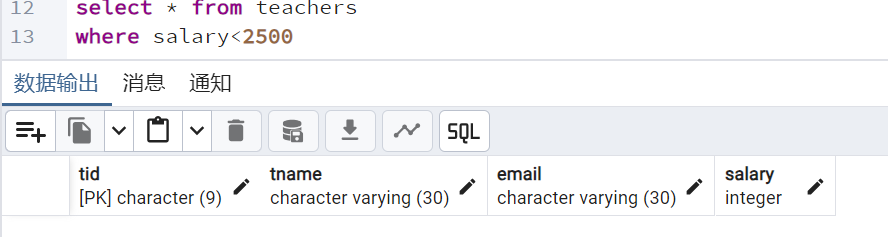 12 select * from teachers
13 where salary<2500
数据输出 消息 通知
SQL
tid tname email salary
[PK] character (9) character varying (30) character varying (30) integer